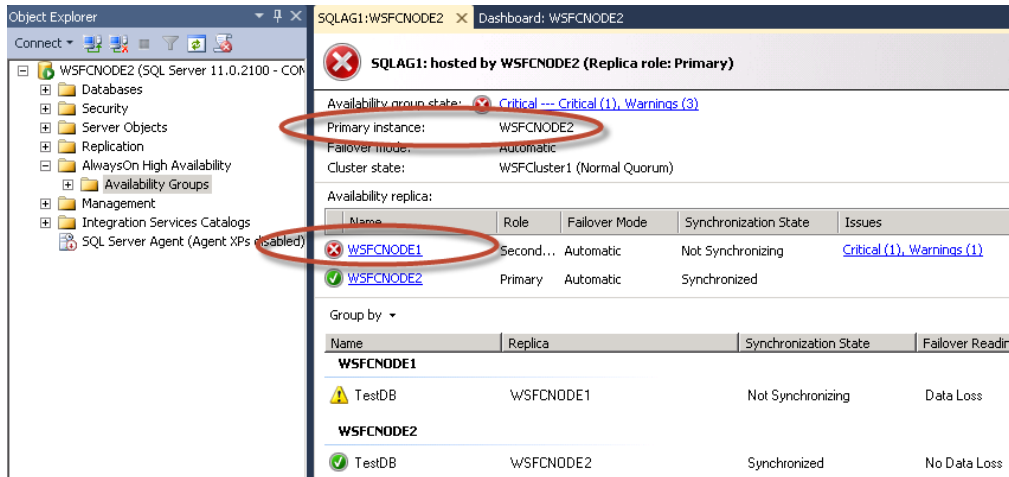 Object Explorer
Connect
WSFCNODE2 (SQL Server 11.0.2100 - CON
Databases
Security
Server Objects
Replication
AlwaysOn High Availability
Availability Groups
Management
Integration Services Catalogs
SQL Server Agent (Agent XPs disabled)
SQLAG1:WSFCNODE2 Dashboard: WSFCNODE2
SQLAG1: hosted by WSFCNODE2 (Replica role: Primary)
Availability group state: Critical --- Critical (1), Warnings (3)
Primary instance: WSFCNODE2
Failover mode: Automatic
Cluster state: WSFCluster1 (Normal Quorum)
Availability replica:
Name Role Failover Mode Synchronization State Issues
WSFCNODE1 Second... Automatic Not Synchronizing Critical (1), Warnings (1)
WSFCNODE2 Primary Automatic Synchronized
Group by
Name Replica Synchronization State Failover Readin
WSFCNODE1
TestDB WSFCNODE1 Not Synchronizing Data Loss
WSFCNODE2
TestDB WSFCNODE2 Synchronized No Data Loss